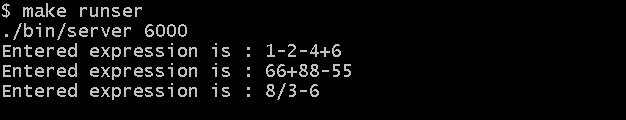 $ make runser
./bin/server 6000
Entered expression is : 1-2-4+6
Entered expression is : 66+88-55
Entered expression is : 8/3-6